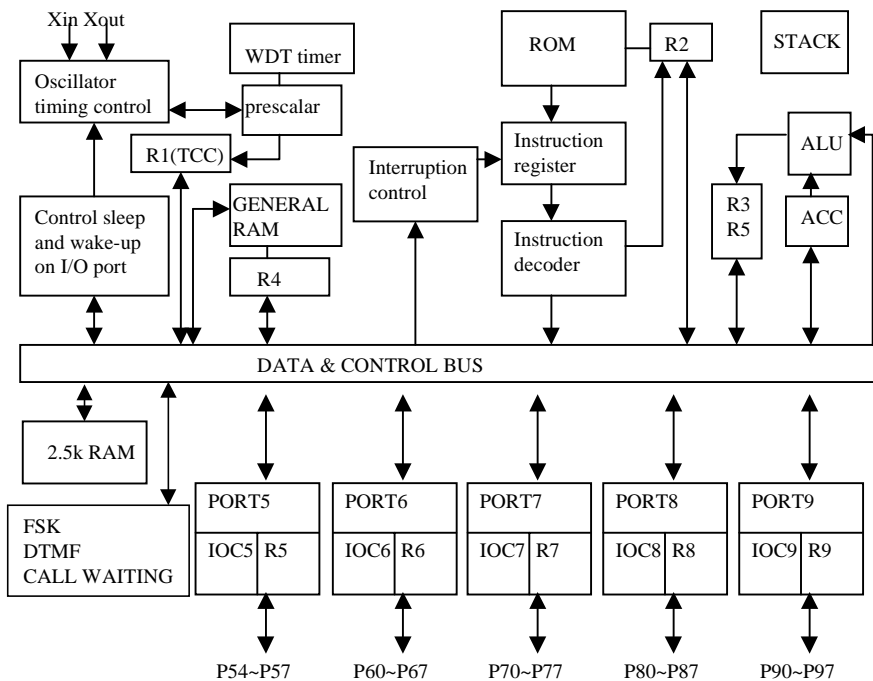 Xin Xout
Oscillator
timing control
WDT timer
prescalar
R1(TCC)
ROM
R2
STACK
Instruction
register
Interruption
control
ALU
R3
R5
ACC
Control sleep
and wake-up
on I/O port
GENERAL
RAM
R4
Instruction
decoder
DATA & CONTROL BUS
2.5k RAM
FSK
DTMF
CALL WAITING
PORT5
IOC5 R5
P54~P57
PORT6
IOC6 R6
P60~P67
PORT7
IOC7 R7
P70~P77
PORT8
IOC8 R8
P80~P87
PORT9
IOC9 R9
P90~P97